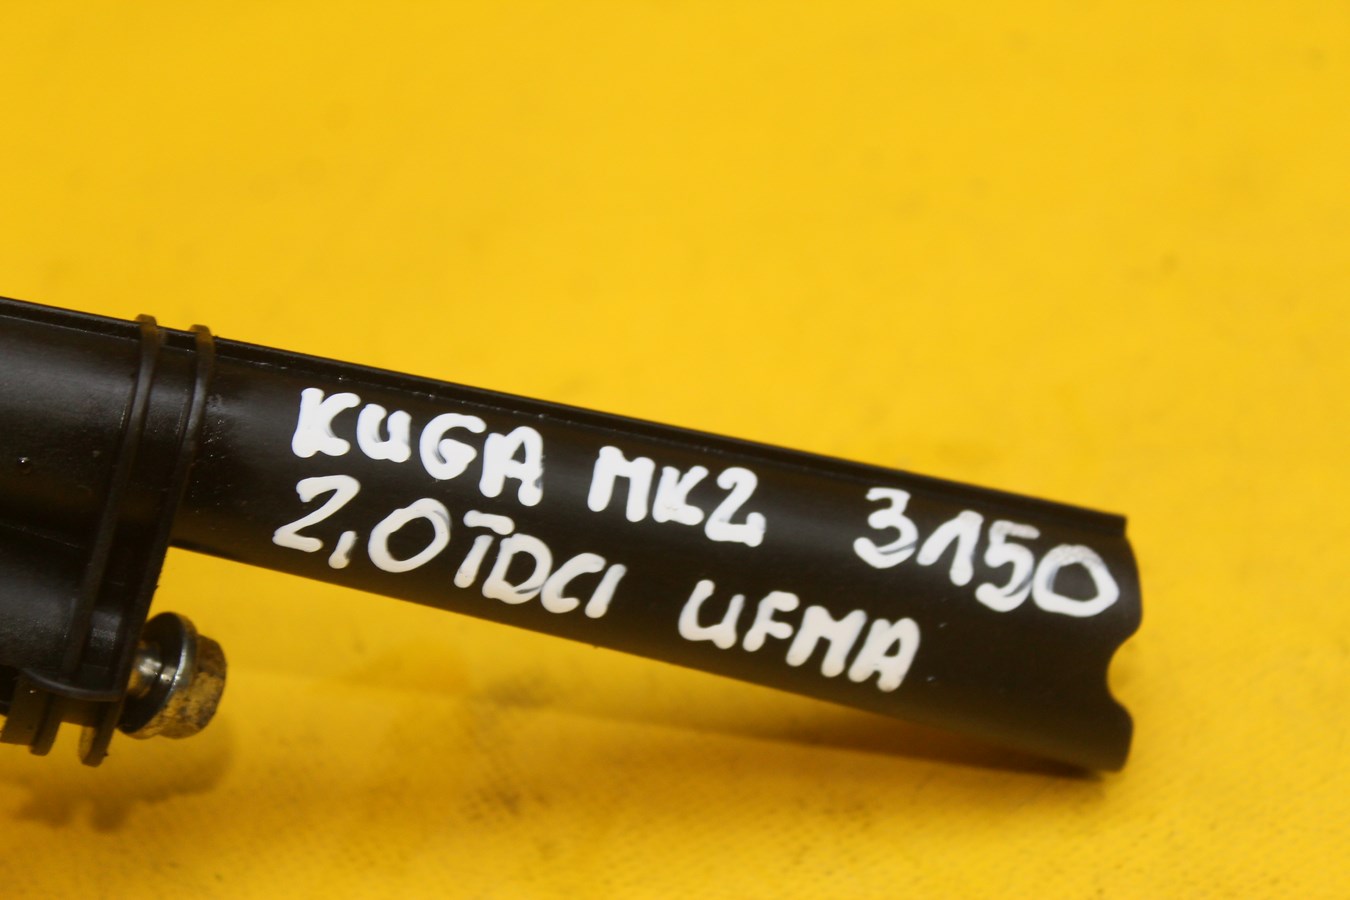 KUGA MK2 3150
2,0TDCI UFMA